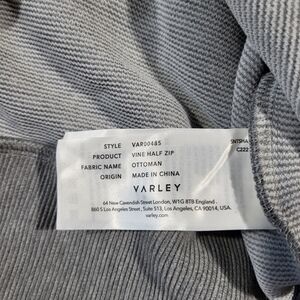 STYLE VAR00485
PRODUCT VINE HALF ZIP
FABRIC NAME OTTOMAN
ORIGIN MADE IN CHINA
VARLEY
64 New Cavendish Street London, W1G 8TB England.
860 S Los Angeles Street, Suite 513, Los Angeles, CA 90014, USA.
varley.com